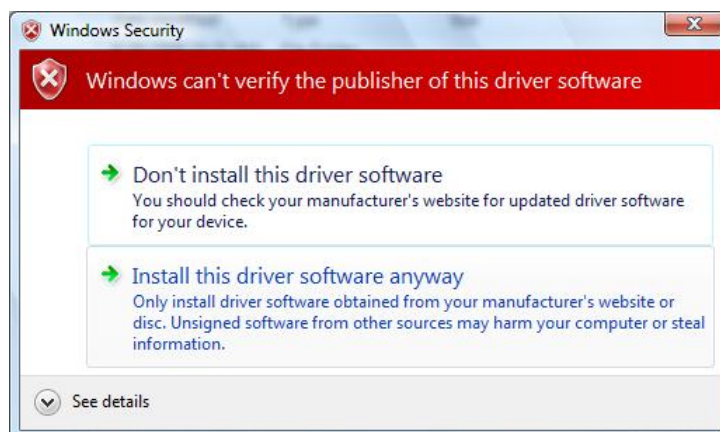 Windows Security
Windows can't verify the publisher of this driver software
Don't install this driver software
You should check your manufacturer's website for updated driver software
for your device.
Install this driver software anyway
Only install driver software obtained from your manufacturer's website or
disc. Unsigned software from other sources may harm your computer or steal
information.
See details